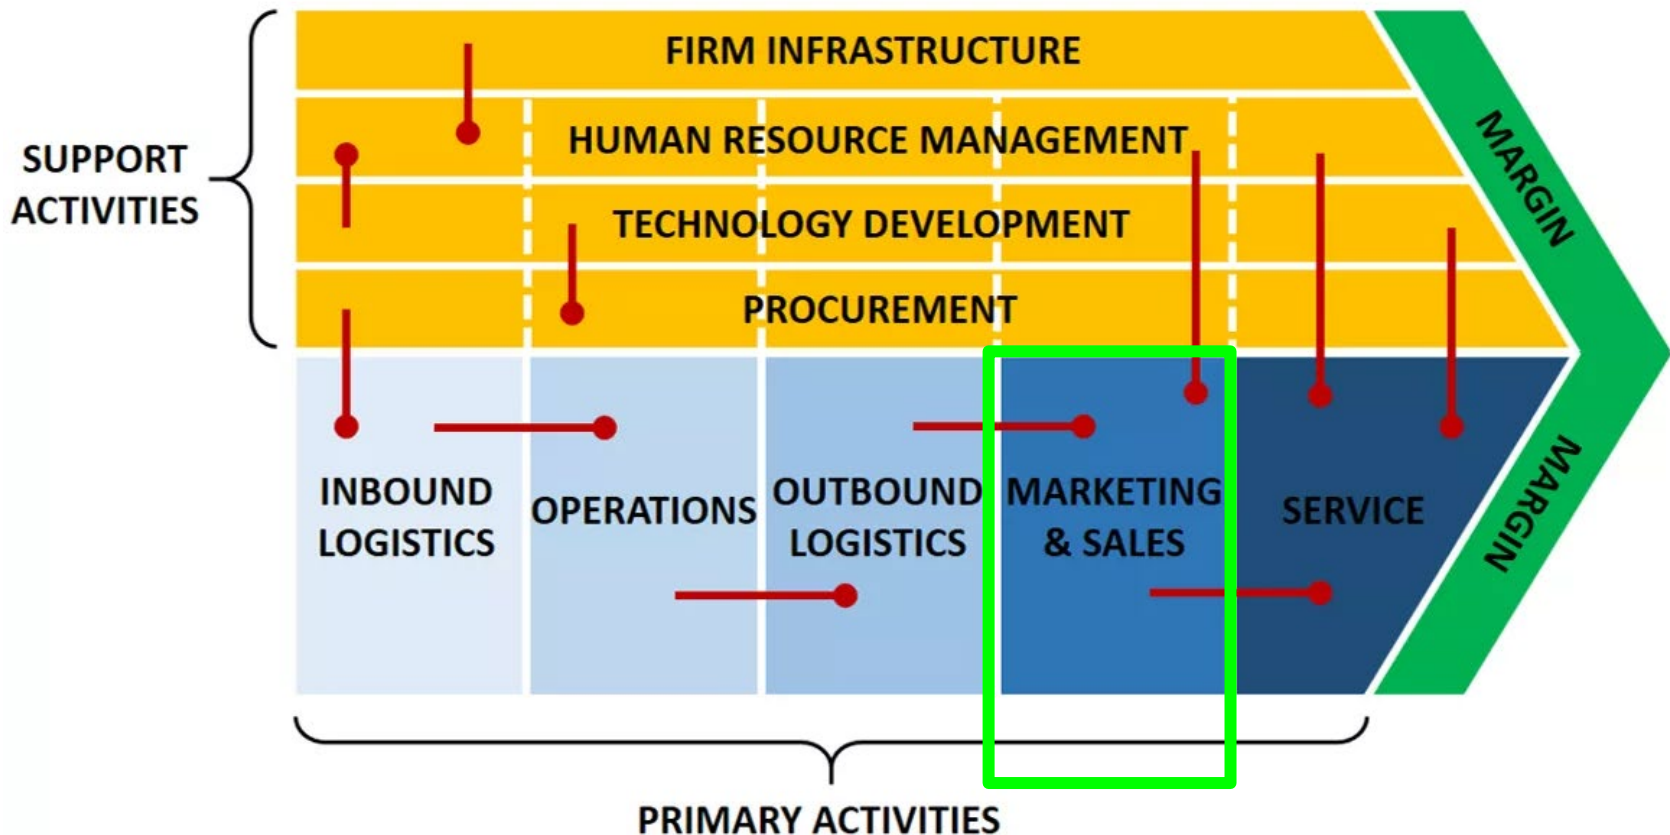 FIRM INFRASTRUCTURE
SUPPORT
ACTIVITIES
HUMAN RESOURCE MANAGEMENT
TECHNOLOGY DEVELOPMENT
PROCUREMENT
MARGIN
INBOUND
LOGISTICS
OPERATIONS
OUTBOUND
LOGISTICS
MARKETING
& SALES
SERVICE
MARGIN
PRIMARY ACTIVITIES